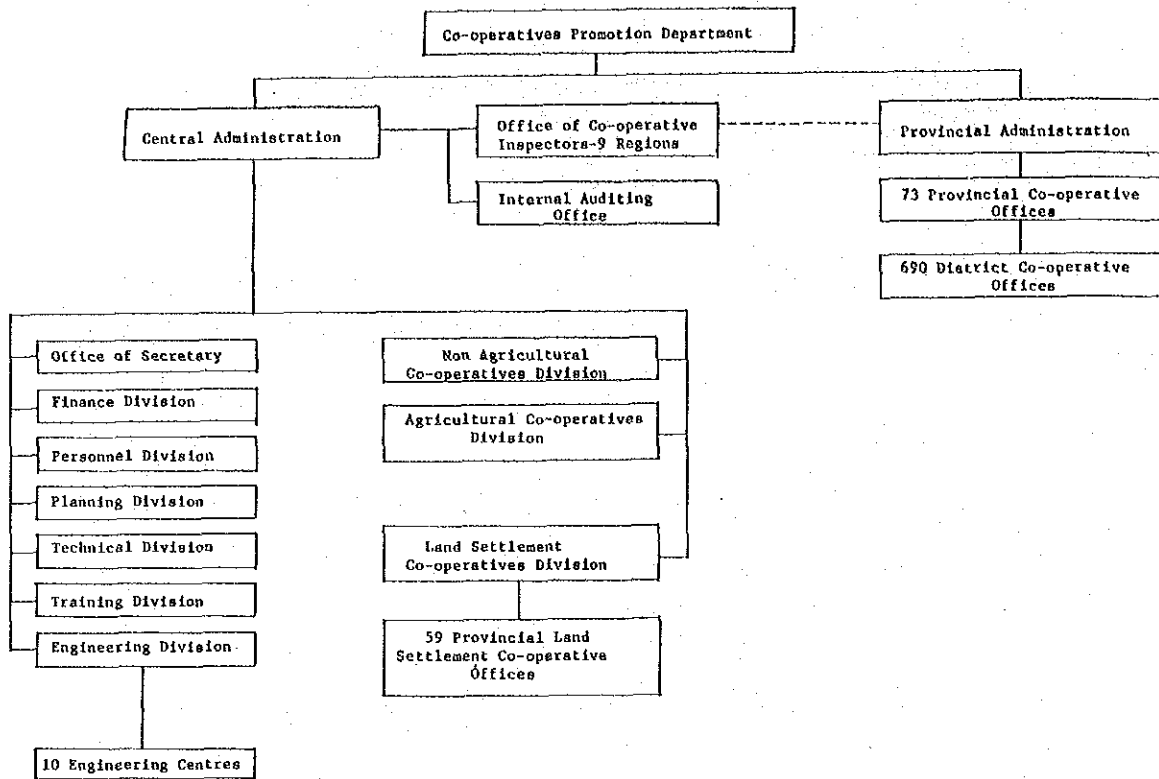 Co-operatives Promotion Department
Central Administration
Office of Co-operative
Inspectors-9 Regions
Provincial Administration
Internal Auditing
Office
73 Provincial Co-operative
Offices
690 District Co-operative
Offices
Office of Secretary
Finance Division
Personnel Division
Planning Division
Technical Division
Training Division
Engineering Division
10 Engineering Centres
Non Agricultural
Co-operatives Division
Agricultural Co-operatives
Division
Land Settlement
Co-operatives Division
59 Provincial Land
Settlement Co-operative
Offices